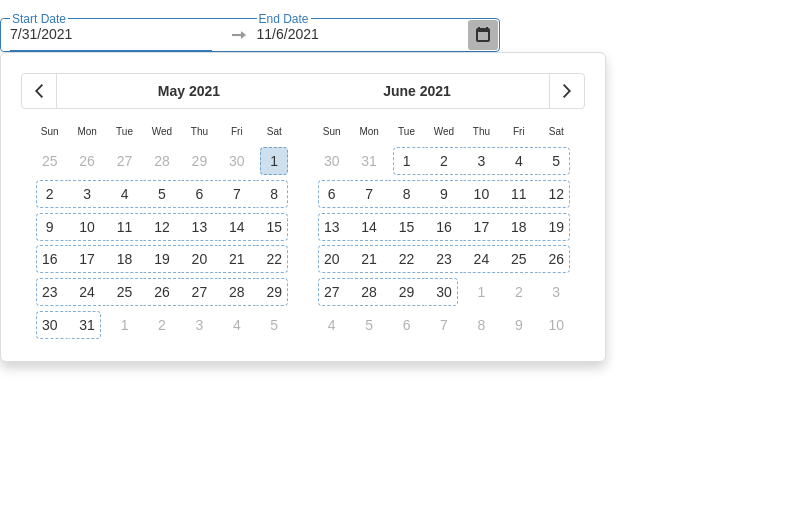 Start Date End Date
7/31/2021 11/6/2021
May 2021 June 2021
Sun Mon Tue Wed Thu Fri Sat Sun Mon Tue Wed Thu Fri Sat
25 26 27 28 29 30 1 30 31 1 2 3 4 5
2 3 4 5 6 7 8 6 7 8 9 10 11 12
9 10 11 12 13 14 15 13 14 15 16 17 18 19
16 17 18 19 20 21 22 20 21 22 23 24 25 26
23 24 25 26 27 28 29 27 28 29 30 1 2 3
30 31 1 2 3 4 5 4 5 6 7 8 9 10